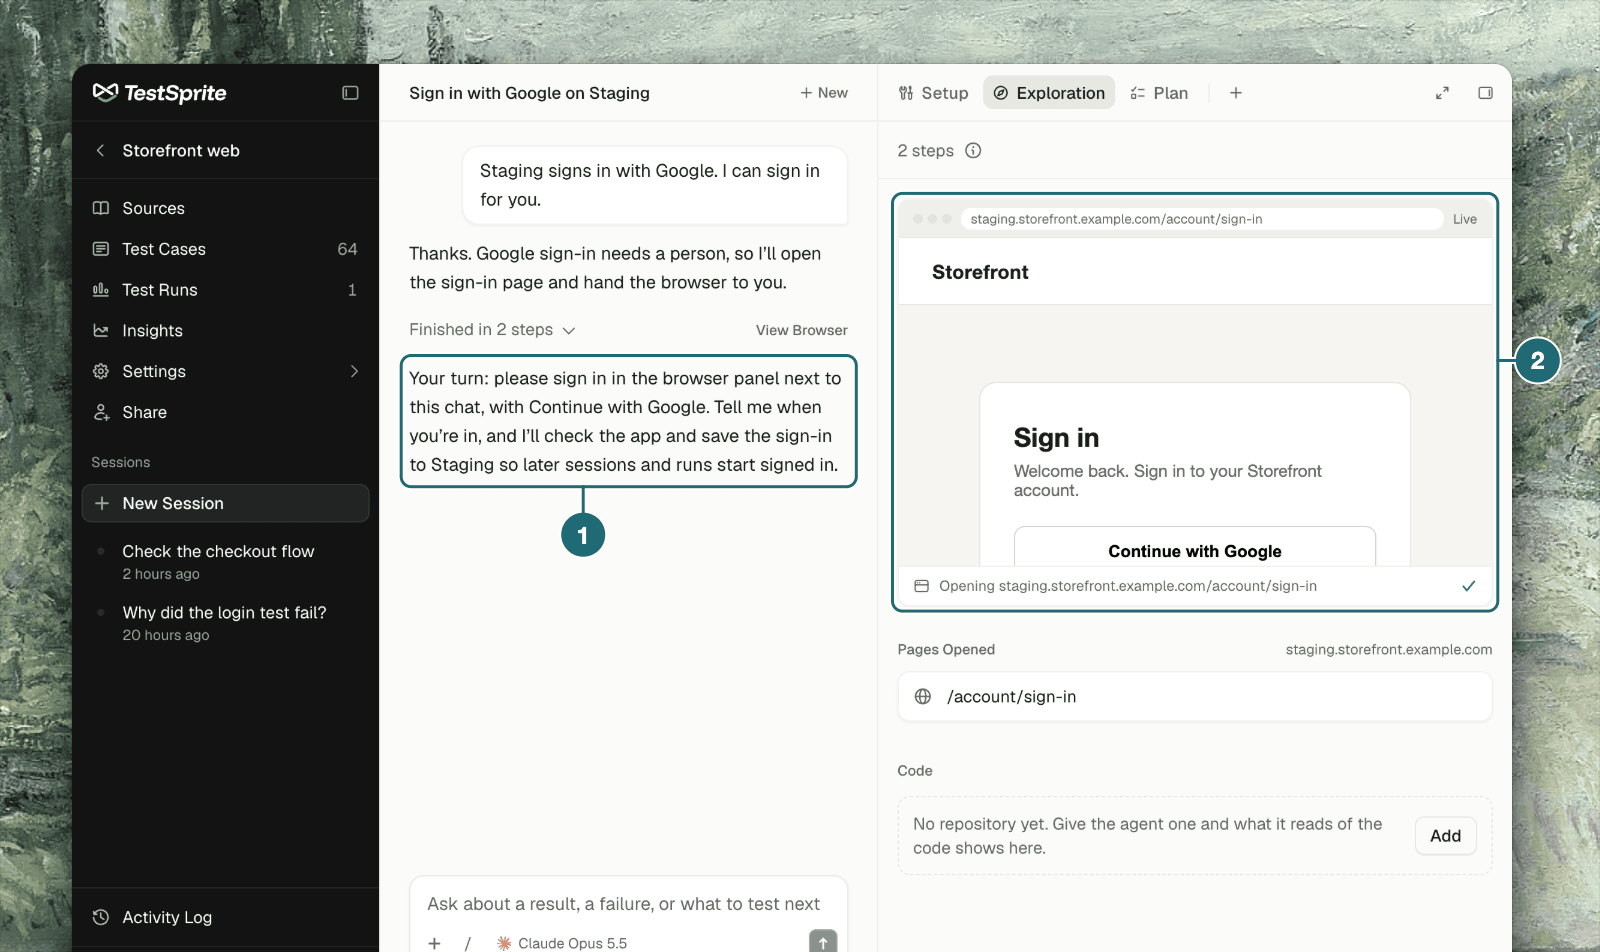 TestSprite
Storefront web
Sources
Test Cases 64
Test Runs 1
Insights
Settings
Share
Sessions
New Session
Check the checkout flow
2 hours ago
Why did the login test fail?
20 hours ago
Activity Log
Sign in with Google on Staging
New
Staging signs in with Google. I can sign in
for you.
Thanks. Google sign-in needs a person, so I’ll open
the sign-in page and hand the browser to you.
Finished in 2 steps
View Browser
Your turn: please sign in in the browser panel next to
this chat, with Continue with Google. Tell me when
you’re in, and I’ll check the app and save the sign-in
to Staging so later sessions and runs start signed in.
1
Ask about a result, a failure, or what to test next
+ /
Claude Opus 5.5
Setup
Exploration
Plan
2 steps
staging.storefront.example.com/account/sign-in
Live
Storefront
Sign in
Welcome back. Sign in to your Storefront
account.
Continue with Google
Opening staging.storefront.example.com/account/sign-in
2
Pages Opened
staging.storefront.example.com
/account/sign-in
Code
No repository yet. Give the agent one and what it reads of the
code shows here.
Add